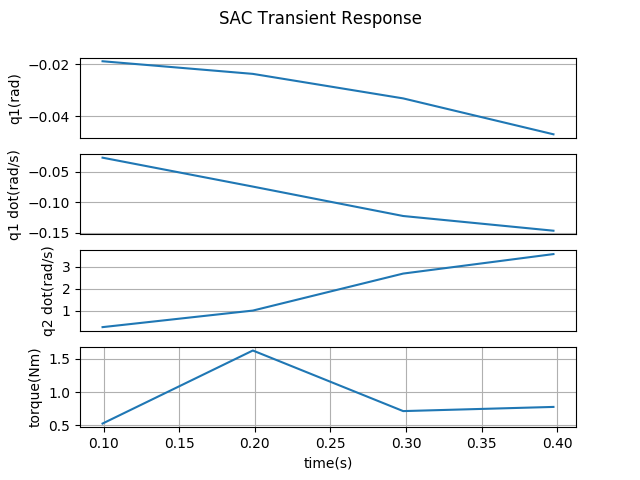 SAC Transient Response
q1(rad)
−0.02
−0.04
q1 dot(rad/s)
−0.05
−0.10
−0.15
q2 dot(rad/s)
3
2
1
torque(Nm)
1.5
1.0
0.5
0.10 0.15 0.20 0.25 0.30 0.35 0.40
time(s)